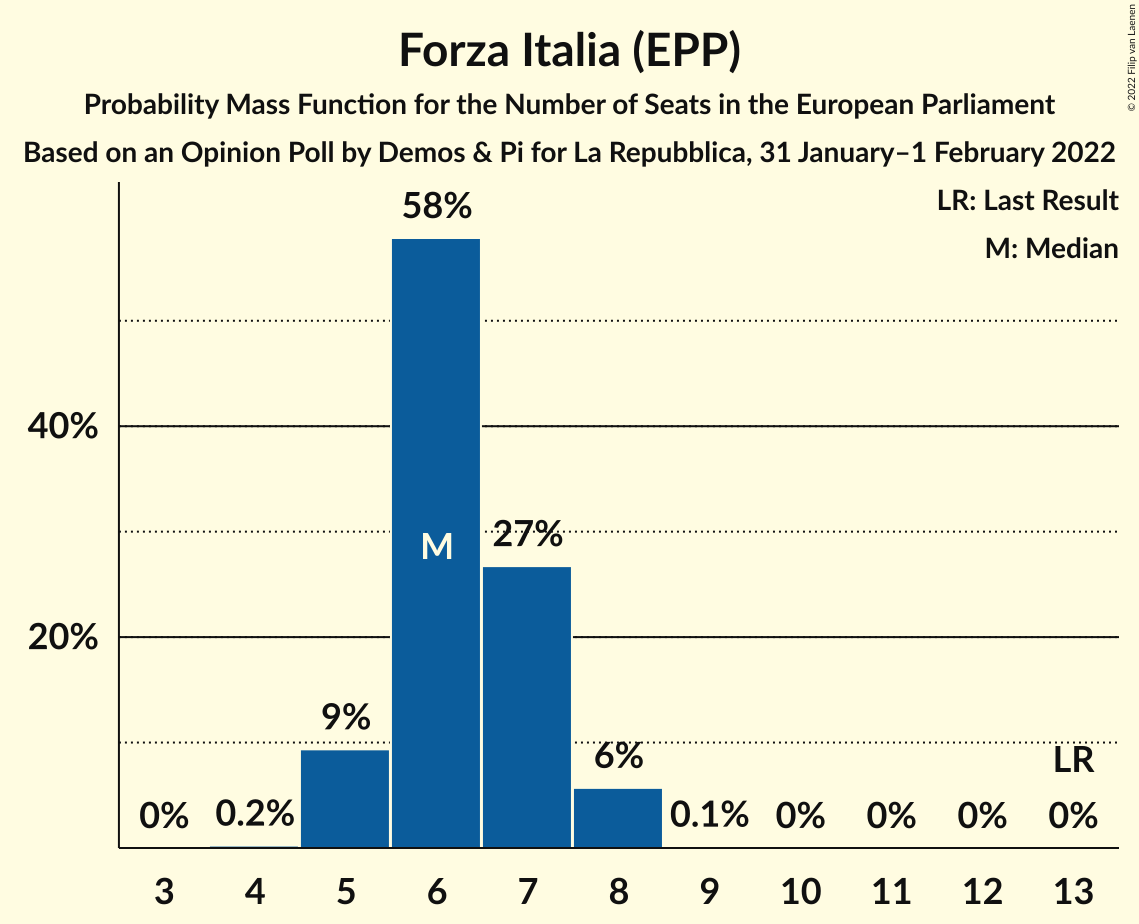 Forza Italia (EPP)
Probability Mass Function for the Number of Seats in the European Parliament
Based on an Opinion Poll by Demos & Pi for La Repubblica, 31 January–1 February 2022
© 2022 Filip van Laenen
LR: Last Result
M: Median
58%
40%
M
27%
20%
9%
6%
LR
0% 0.2% 0.1% 0% 0% 0% 0%
3 4 5 6 7 8 9 10 11 12 13